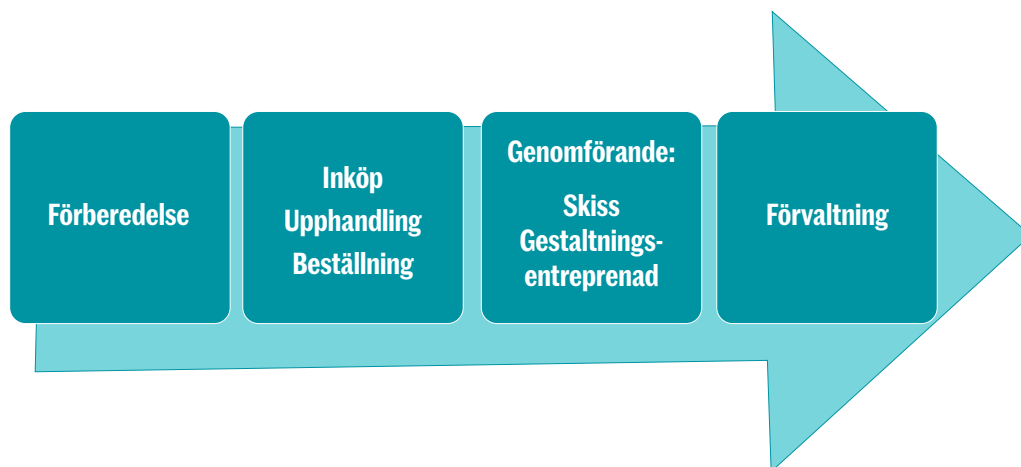 Förberedelse
Inköp
Upphandling
Beställning
Genomförande:
Skiss
Gestaltnings-
entreprenad
Förvaltning